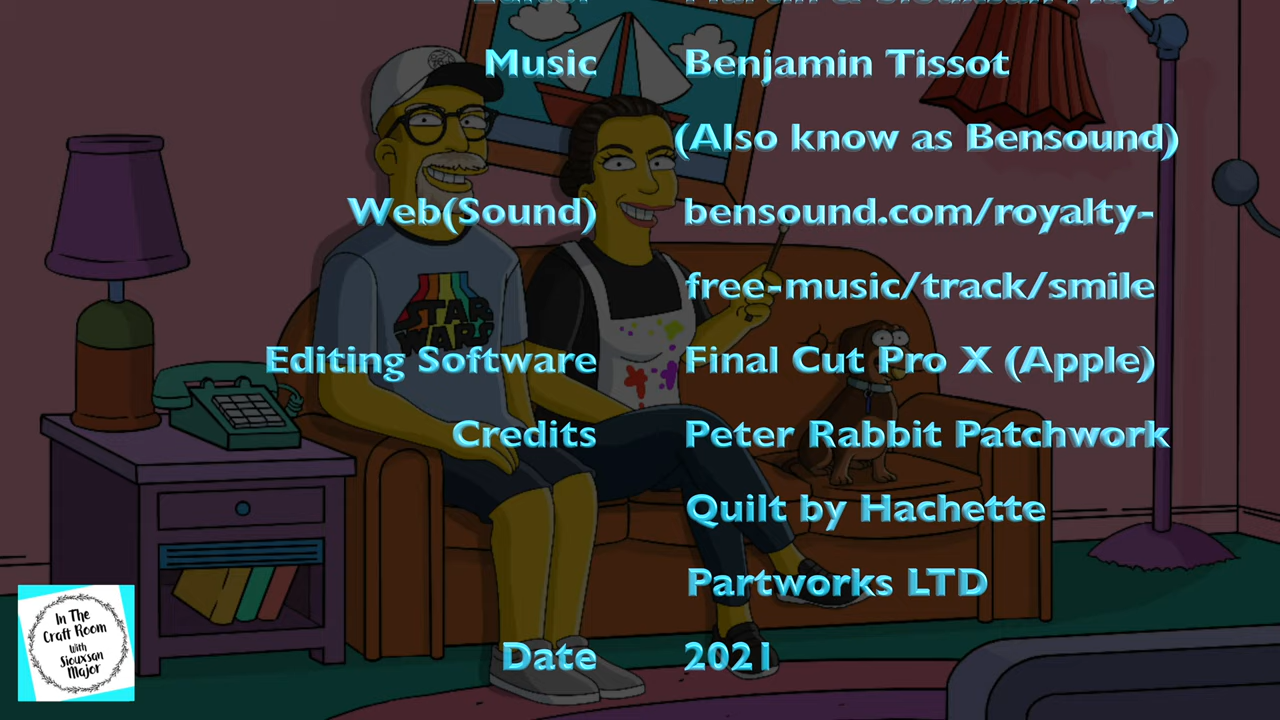 Music Benjamin Tissot
(Also know as Bensound)
Web(Sound) bensound.com/royalty-
free-music/track/smile
Editing Software Final Cut Pro X (Apple)
Credits Peter Rabbit Patchwork
Quilt by Hachette
Partworks LTD
Date 2021
STAR
WARS
In The
Craft Room
With
Siouxsan
Major